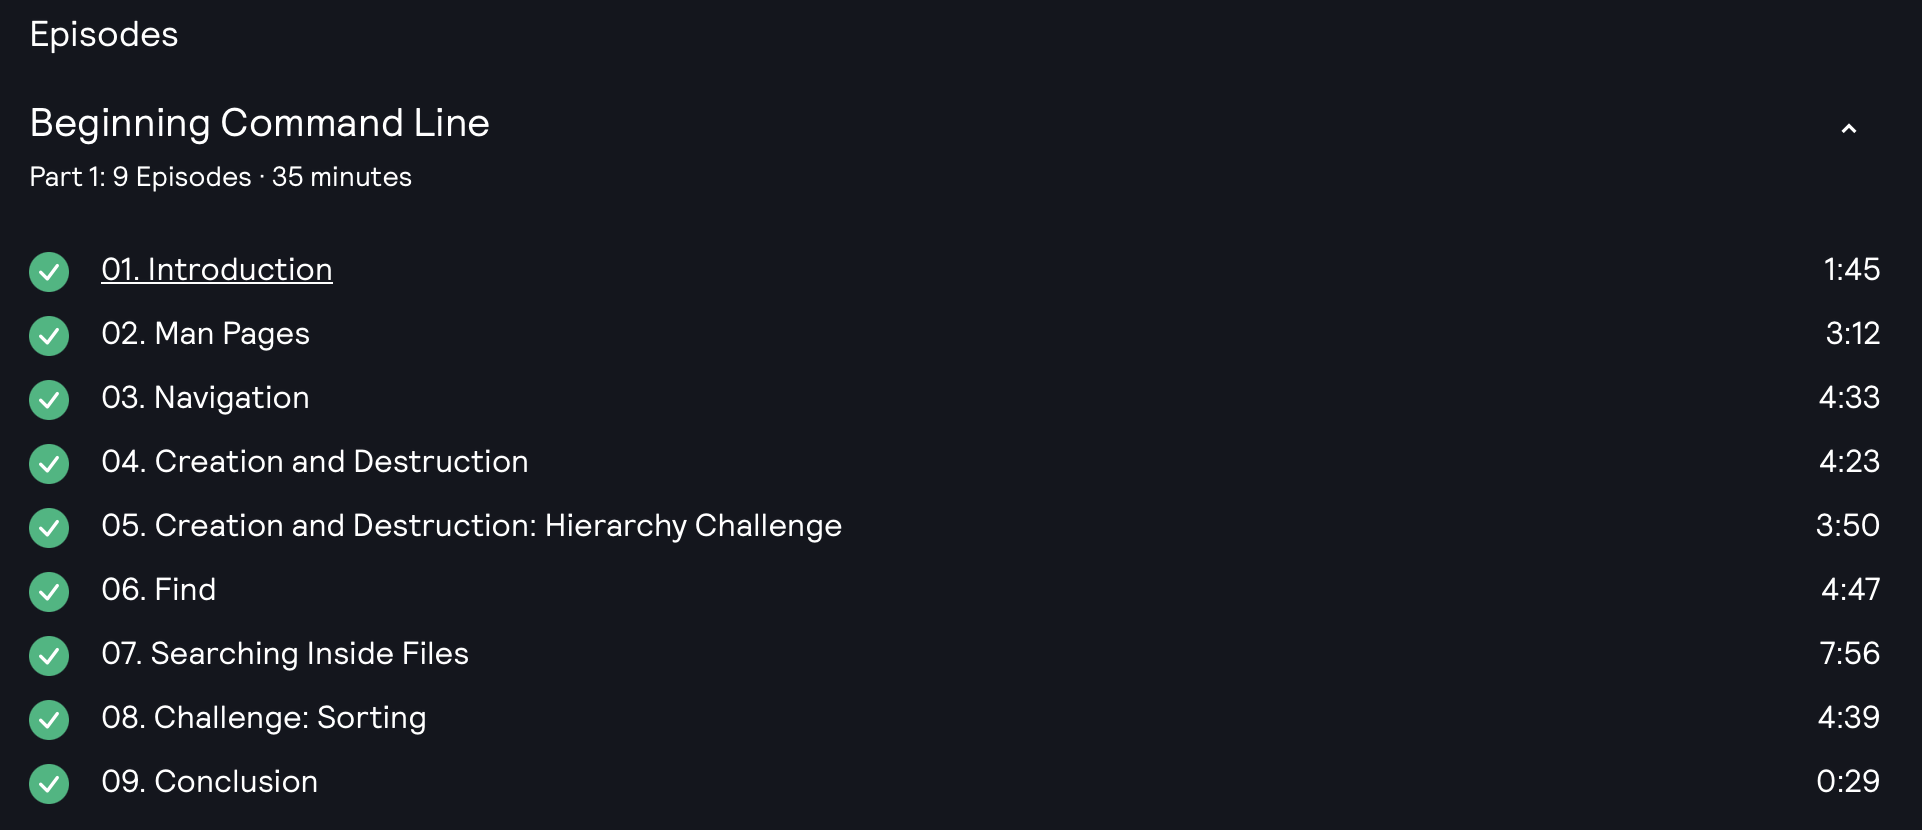 Episodes
Beginning Command Line
Part 1: 9 Episodes · 35 minutes
01. Introduction 1:45
02. Man Pages 3:12
03. Navigation 4:33
04. Creation and Destruction 4:23
05. Creation and Destruction: Hierarchy Challenge 3:50
06. Find 4:47
07. Searching Inside Files 7:56
08. Challenge: Sorting 4:39
09. Conclusion 0:29